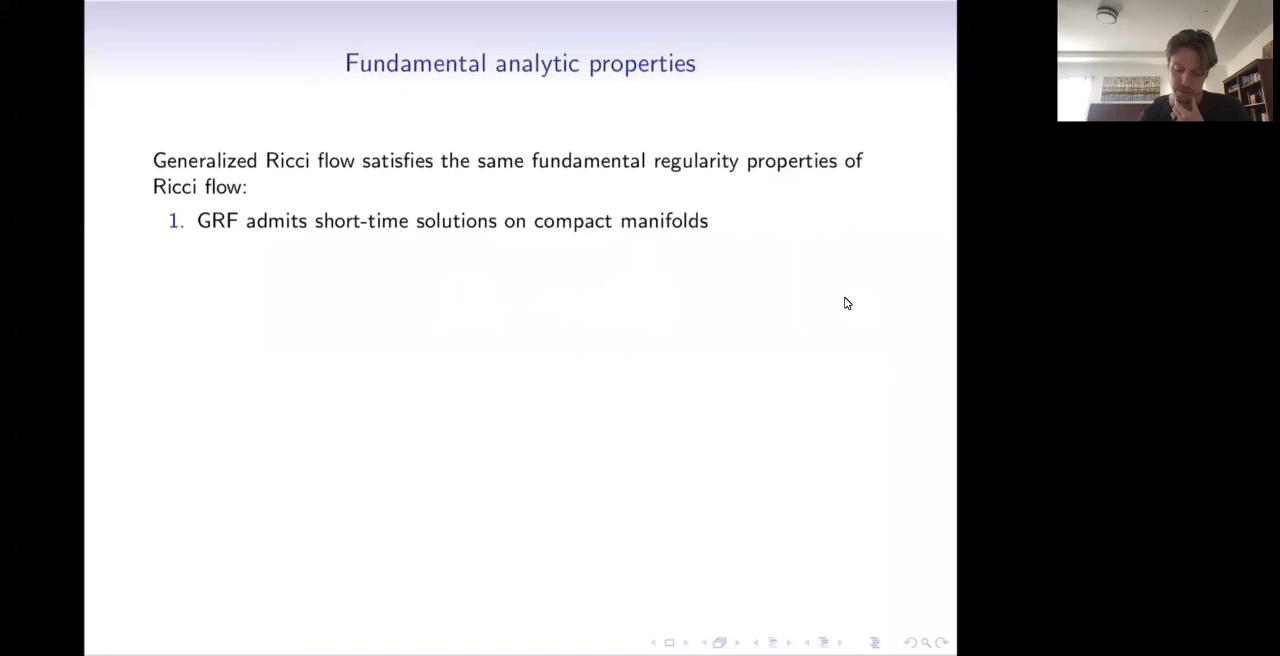 Fundamental analytic properties
Generalized Ricci flow satisfies the same fundamental regularity properties of
Ricci flow:
1. GRF admits short-time solutions on compact manifolds